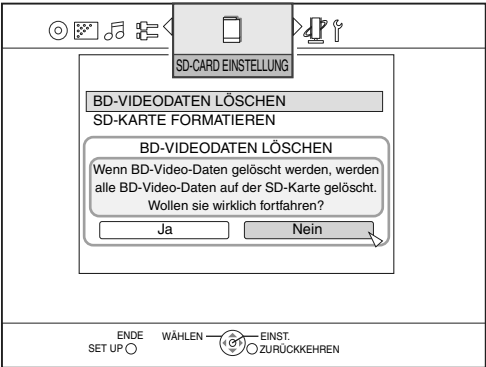 SD-CARD EINSTELLUNG
BD-VIDEODATEN LÖSCHEN
SD-KARTE FORMATIEREN
BD-VIDEODATEN LÖSCHEN
Wenn BD-Video-Daten gelöscht werden, werden
alle BD-Video-Daten auf der SD-Karte gelöscht.
Wollen sie wirklich fortfahren?
Ja Nein
ENDE WÄHLEN EINST.
SET UP ZURÜCKKEHREN